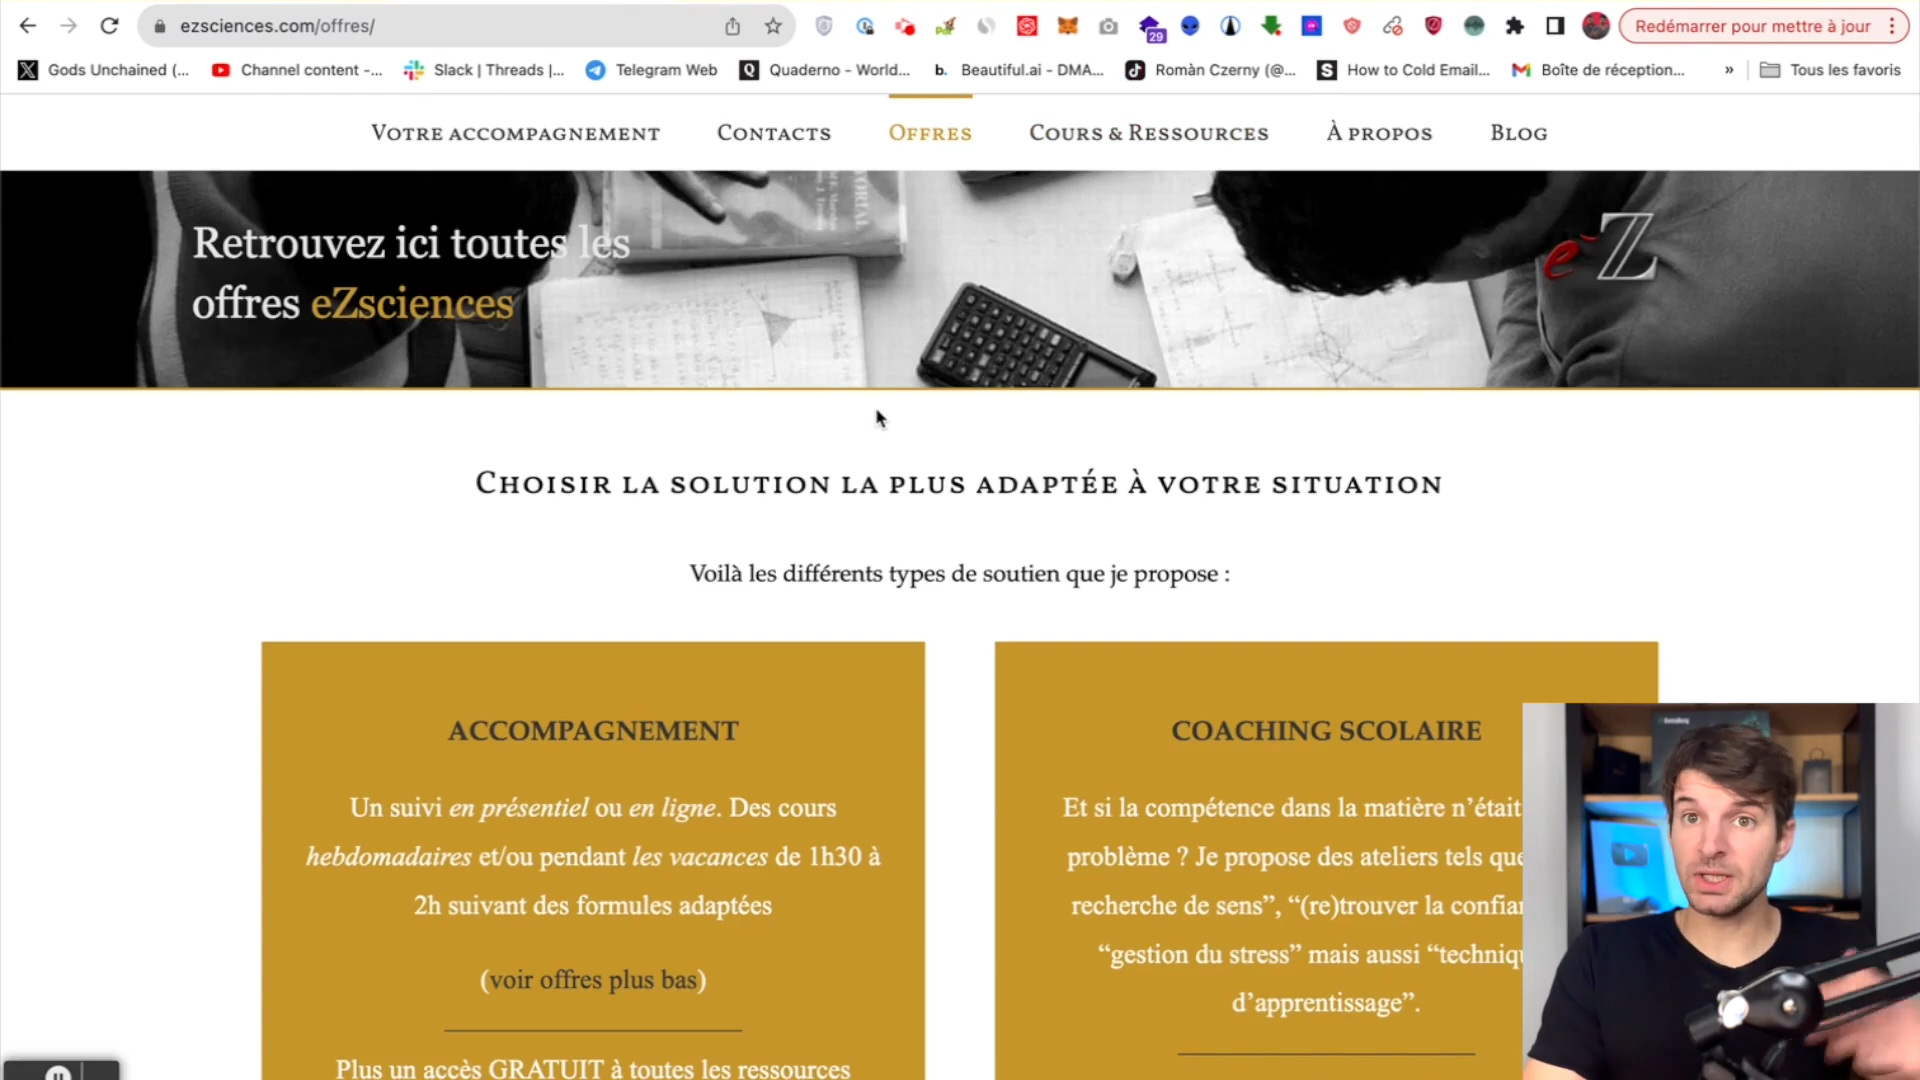 ezsciences.com/offres/
29
Redémarrer pour mettre à jour
Gods Unchained (...
Channel content -...
Slack | Threads |...
Telegram Web
Quaderno - World...
b. Beautiful.ai - DMA...
Romàn Czerny (@...
How to Cold Email...
Boîte de réception...
»
Tous les favoris
Votre accompagnement
Contacts
Offres
Cours & Ressources
À propos
Blog
Retrouvez ici toutes les
offres eZsciences
eZ
Choisir la solution la plus adaptée à votre situation
Voilà les différents types de soutien que je propose :
ACCOMPAGNEMENT
Un suivi en présentiel ou en ligne. Des cours
hebdomadaires et/ou pendant les vacances de 1h30 à
2h suivant des formules adaptées
(voir offres plus bas)
Plus un accès GRATUIT à toutes les ressources
COACHING SCOLAIRE
Et si la compétence dans la matière n’était
problème ? Je propose des ateliers tels que
recherche de sens”, “(re)trouver la confian
“gestion du stress” mais aussi “techniqu
d’apprentissage”.